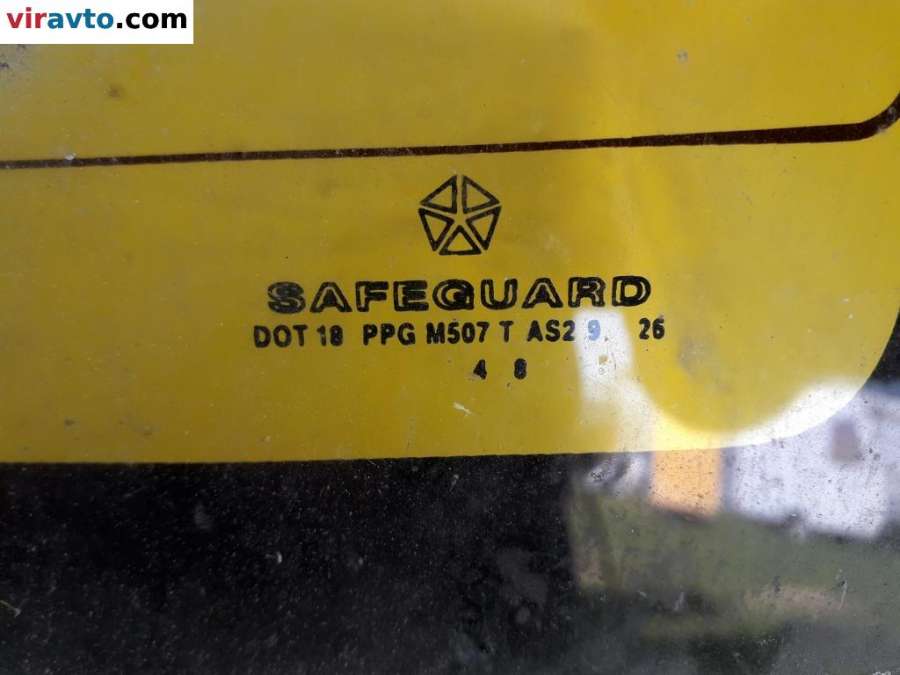 viravto.com
SAFEGUARD
DOT 18 PPG M507 T AS2 9. 26
4 8